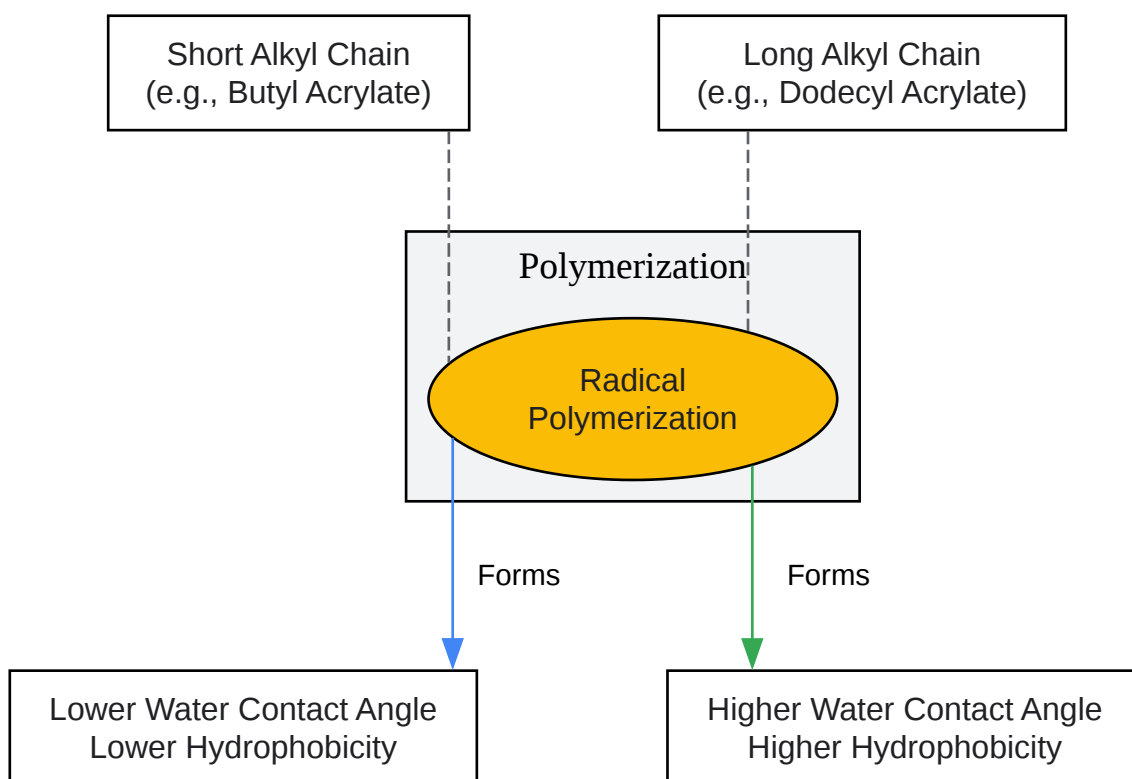 Short Alkyl Chain
(e.g., Butyl Acrylate)
Long Alkyl Chain
(e.g., Dodecyl Acrylate)
Polymerization
Radical
Polymerization
Forms
Forms
Lower Water Contact Angle
Lower Hydrophobicity
Higher Water Contact Angle
Higher Hydrophobicity